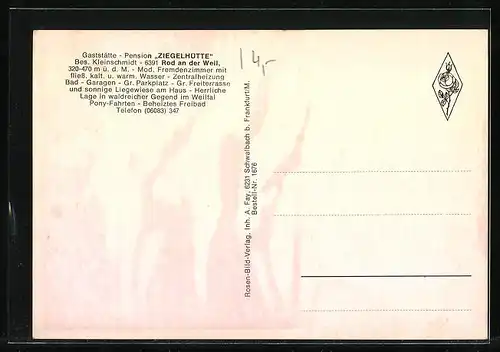 Gaststätte - Pension „ZIEGELHÜTTE"
Bes. Kleinschmidt - 6391 Rod an der Weil,
320-470 m ü. d. M. - Mod. Fremdenzimmer mit
fließ. kalt. u. warm. Wasser - Zentralheizung
Bad - Garagen - Gr. Parkplatz - Gr. Freiterrasse
und sonnige Liegewiese am Haus - Herrliche
Lage in waldreicher Gegend im Weiltal
Pony-Fahrten - Beheiztes Freibad
Telefon (06083) 347
14,-
Rosen-Bild-Verlag. Inh. A. Fay, 6231 Schwalbach b. Frankfurt/M.
Bestell-Nr. 1676